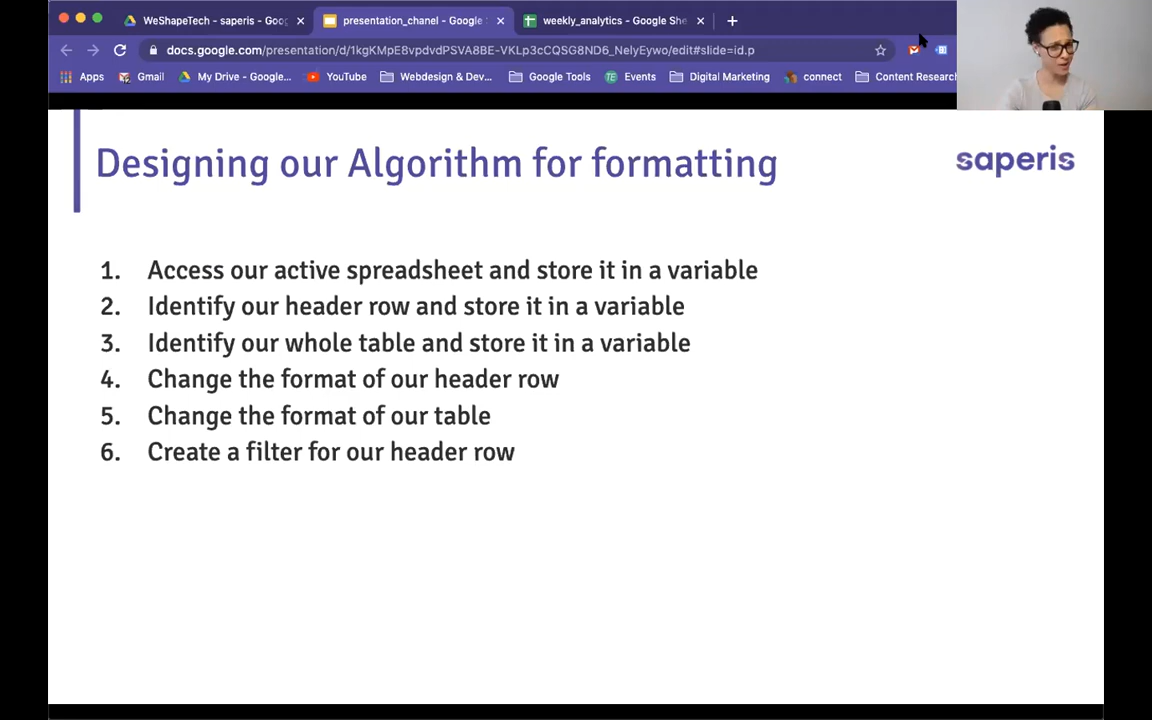 WeShapeTech - saperis - Goo
presentation_chanel - Google
weekly_analytics - Google She
docs.google.com/presentation/d/1kgKMpE8vpdvdPSVA8BE-VKLp3cCQSG8ND6_NelyEywo/edit#slide=id.p
Apps Gmail My Drive - Google... YouTube Webdesign & Dev... Google Tools Events Digital Marketing connect Content Research
Designing our Algorithm for formatting
saperis
1. Access our active spreadsheet and store it in a variable
2. Identify our header row and store it in a variable
3. Identify our whole table and store it in a variable
4. Change the format of our header row
5. Change the format of our table
6. Create a filter for our header row